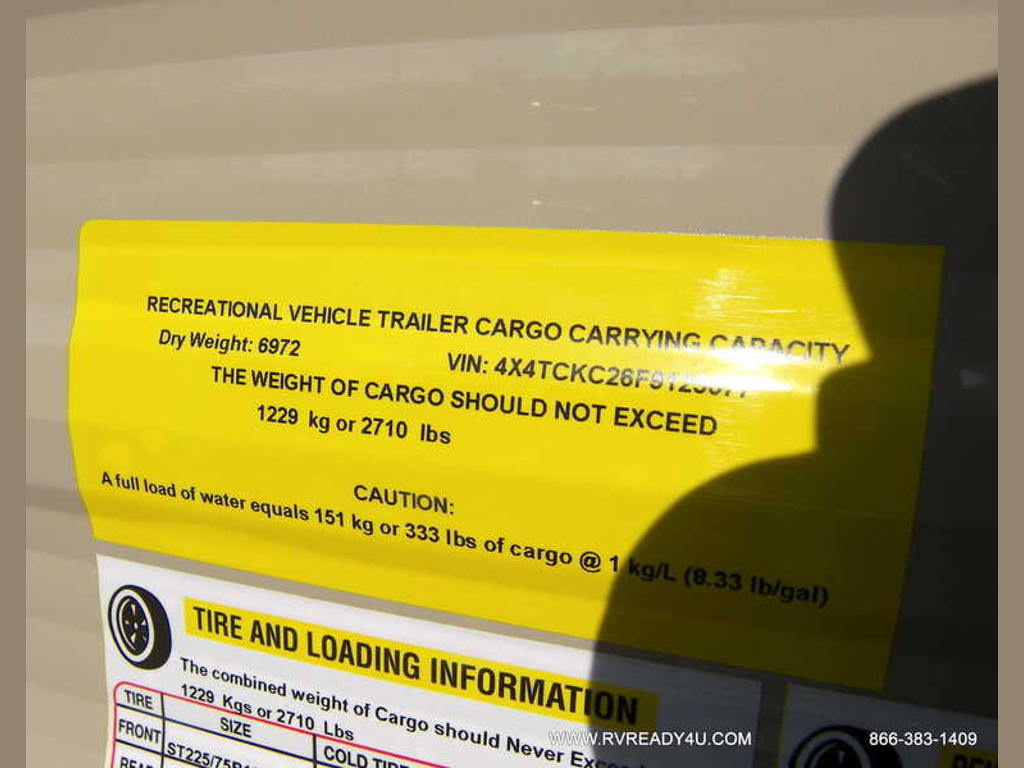 RECREATIONAL VEHICLE TRAILER CARGO CARRYING CAPACITY
Dry Weight: 6972 VIN:
THE WEIGHT OF CARGO SHOULD NOT EXCEED
1229 kg or 2710 lbs
CAUTION:
A full load of water equals 151 kg or 333 lbs of cargo @ 1 kg/L (8.33 lb/gal)
TIRE AND LOADING INFORMATION
The combined weight of Cargo should Never
1229 Kgs or 2710 Lbs
TIRE SIZE COLD
FRONT
WWW.RVREADY4U.COM 866-383-1409